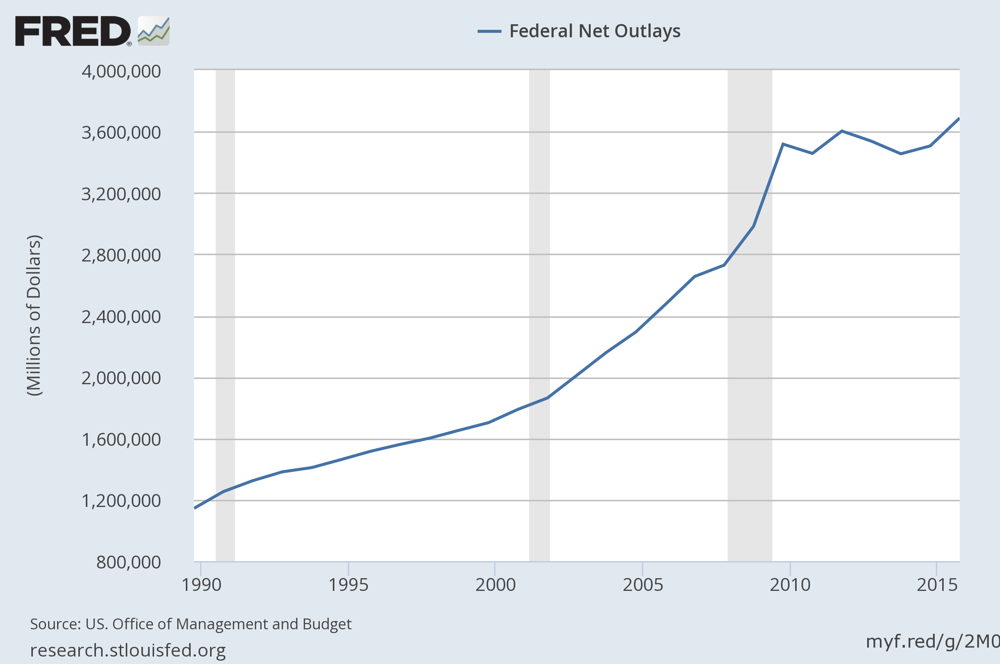 FRED®
Federal Net Outlays
4,000,000
3,600,000
3,200,000
2,800,000
2,400,000
2,000,000
1,600,000
1,200,000
800,000
(Millions of Dollars)
1990 1995 2000 2005 2010 2015
Source: US. Office of Management and Budget
research.stlouisfed.org
myf.red/g/2M0